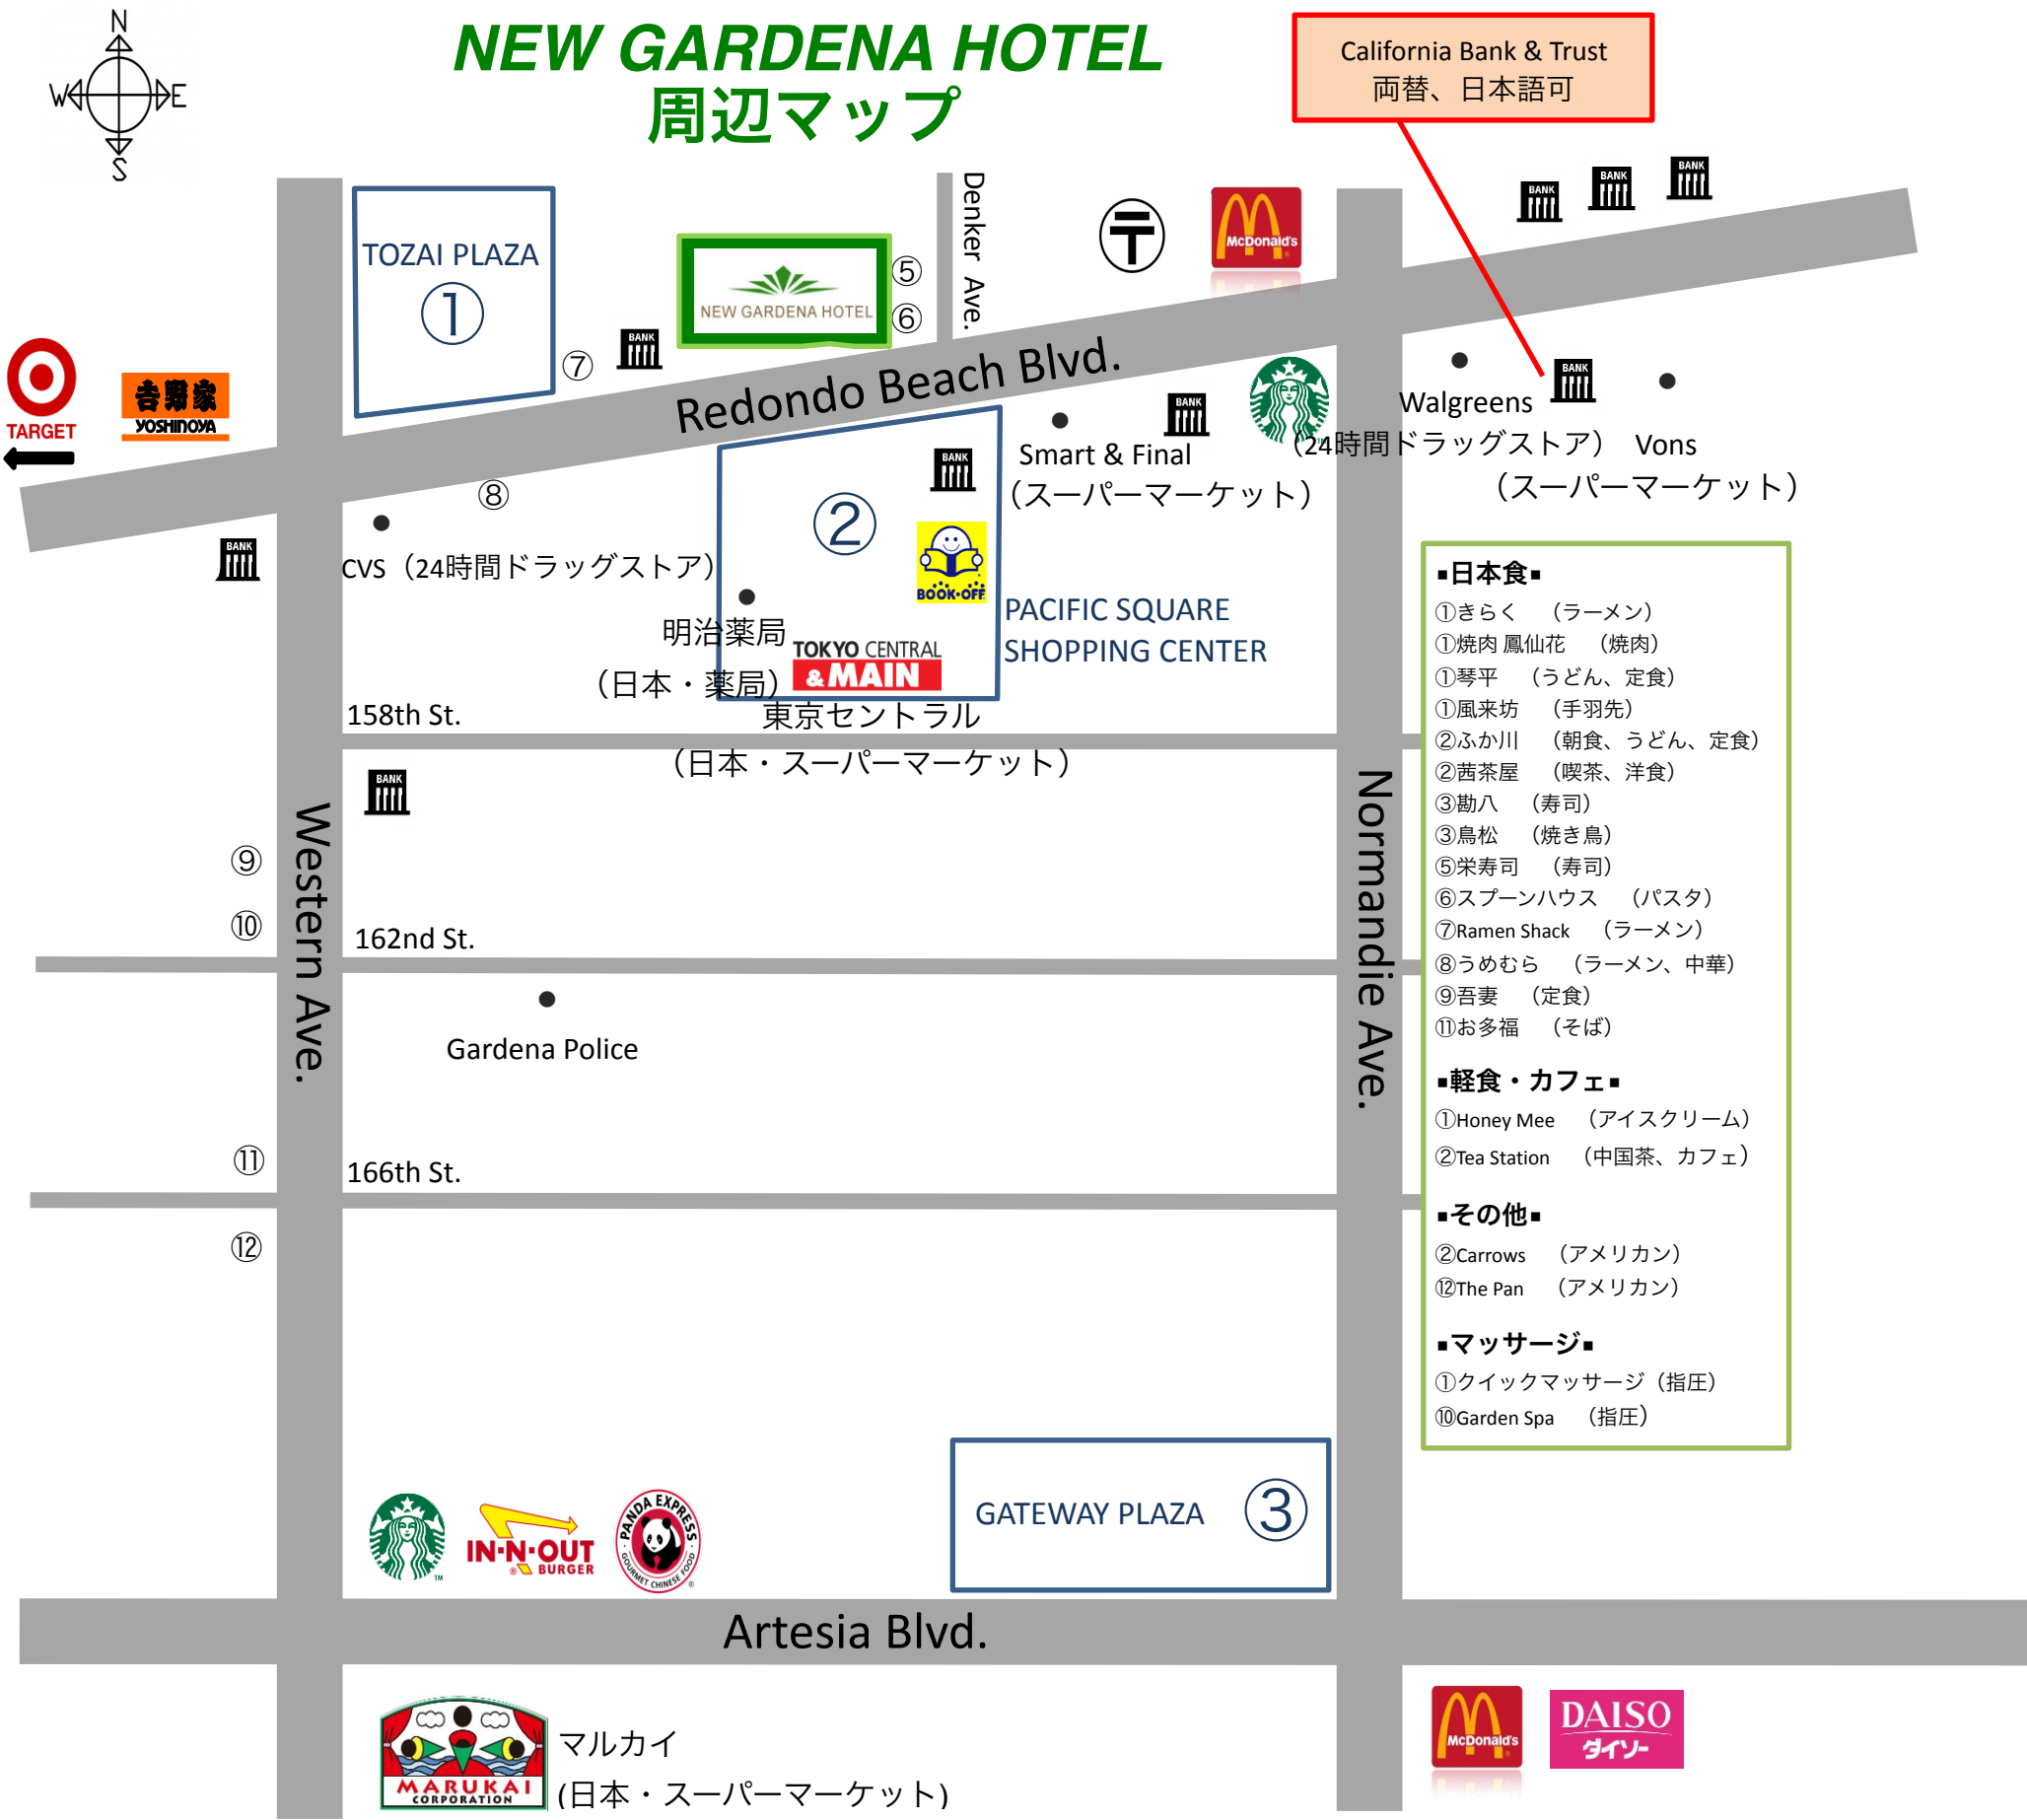 N
W
E
S
NEW GARDENA HOTEL
周辺マップ
California Bank & Trust
両替、日本語可
TOZAI PLAZA
①
NEW GARDENA HOTEL
⑤
⑥
Denker Ave.
〒
McDonald's
BANK
BANK
BANK
TARGET
吉野家
YOSHINOYA
⑦
BANK
Redondo Beach Blvd.
⑧
BANK
CVS（24時間ドラッグストア）
②
BANK
BOOK・OFF
明治薬局
（日本・薬局）
TOKYO CENTRAL
& MAIN
東京セントラル
（日本・スーパーマーケット）
PACIFIC SQUARE
SHOPPING CENTER
Smart & Final
（スーパーマーケット）
BANK
Walgreens
（24時間ドラッグストア）
BANK
Vons
（スーパーマーケット）
158th St.
BANK
Western Ave.
Normandie Ave.
⑨
⑩
162nd St.
Gardena Police
⑪
166th St.
⑫
■日本食■
①きらく　（ラーメン）
①焼肉 鳳仙花　（焼肉）
①琴平　（うどん、定食）
①風来坊　（手羽先）
②ふか川　（朝食、うどん、定食）
②茜茶屋　（喫茶、洋食）
③勘八　（寿司）
③鳥松　（焼き鳥）
⑤栄寿司　（寿司）
⑥スプーンハウス　（パスタ）
⑦Ramen Shack　（ラーメン）
⑧うめむら　（ラーメン、中華）
⑨吾妻　（定食）
⑪お多福　（そば）
■軽食・カフェ■
①Honey Mee　（アイスクリーム）
②Tea Station　（中国茶、カフェ）
■その他■
②Carrows　（アメリカン）
⑫The Pan　（アメリカン）
■マッサージ■
①クイックマッサージ（指圧）
⑩Garden Spa　（指圧）
TM
IN-N-OUT
® BURGER
PANDA EXPRESS
GOURMET CHINESE FOOD
®
GATEWAY PLAZA
③
Artesia Blvd.
MARUKAI
CORPORATION
マルカイ
(日本・スーパーマーケット)
McDonald's
DAISO
ダイソー